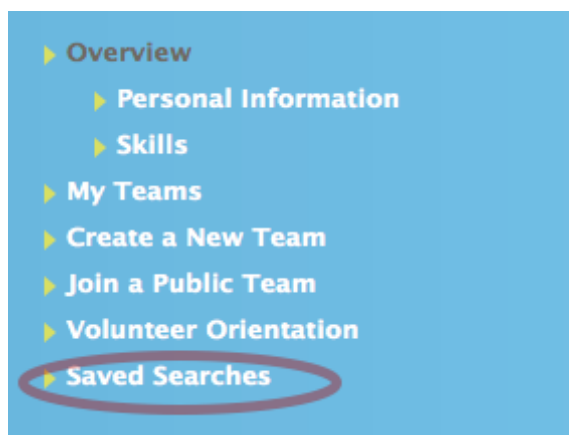 Overview
Personal Information
Skills
My Teams
Create a New Team
Join a Public Team
Volunteer Orientation
Saved Searches